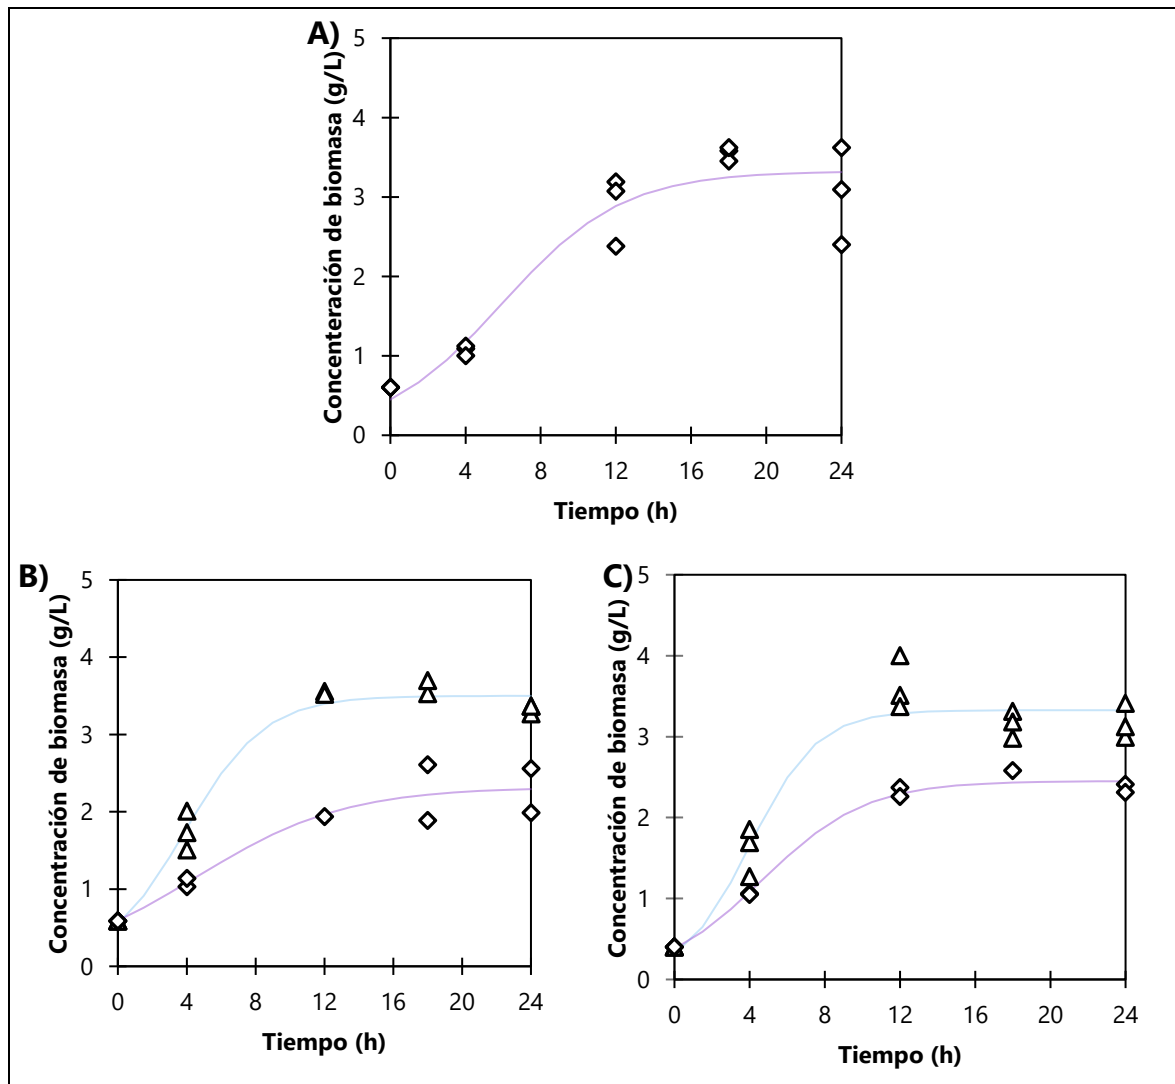 A)
Concenteración de biomasa (g/L)
5
4
3
2
1
0
0 4 8 12 16 20 24
Tiempo (h)
B)
Concentración de biomasa (g/L)
5
4
3
2
1
0
0 4 8 12 16 20 24
Tiempo (h)
C)
Concentración de biomasa (g/L)
5
4
3
2
1
0
0 4 8 12 16 20 24
Tiempo (h)